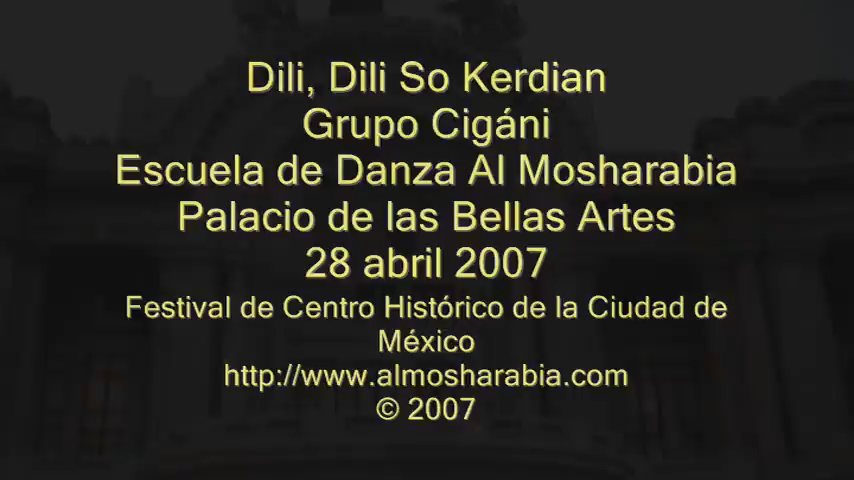 Dili, Dili So Kerdian
Grupo Cigáni
Escuela de Danza Al Mosharabia
Palacio de las Bellas Artes
28 abril 2007
Festival de Centro Histórico de la Ciudad de
México
http://www.almosharabia.com
© 2007